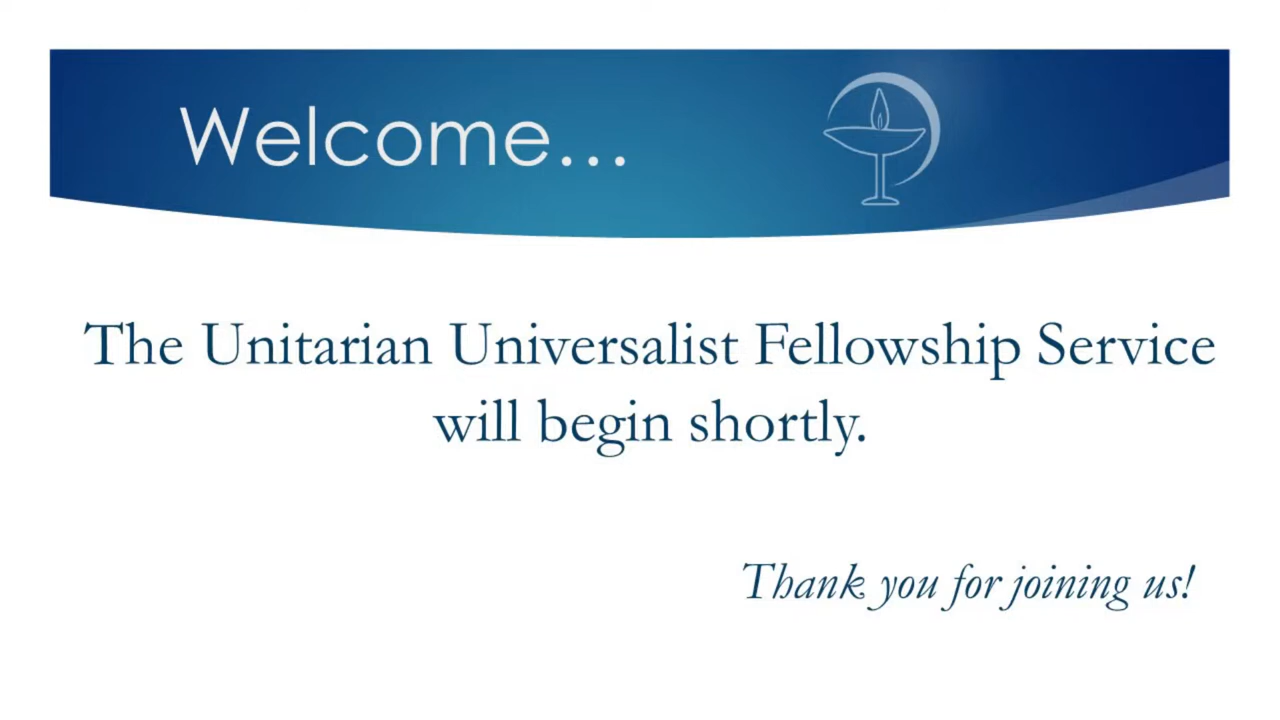 Welcome...
The Unitarian Universalist Fellowship Service
will begin shortly.
Thank you for joining us!